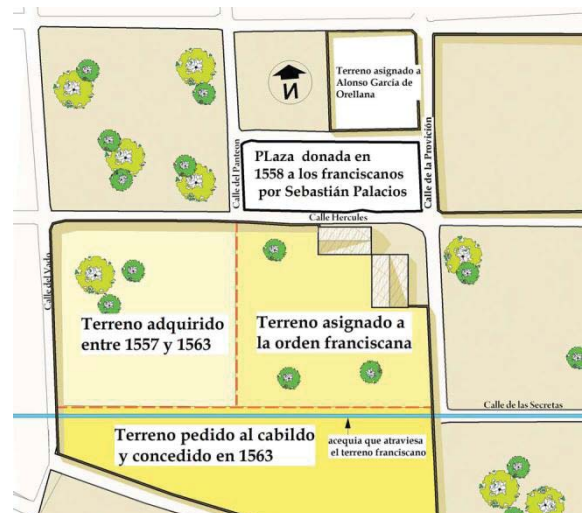 Terreno asignado a
Alonso García de
Orellana
N
PLaza donada en
1558 a los franciscanos
por Sebastián Palacios
Calle del Panteon
Calle de la Provición
Calle Hercules
Calle del Vado
Terreno adquirido
entre 1557 y 1563
Terreno asignado a
la orden franciscana
Calle de las Secretas
Terreno pedido al cabildo
y concedido en 1563
acequia que atraviesa
el terreno franciscano